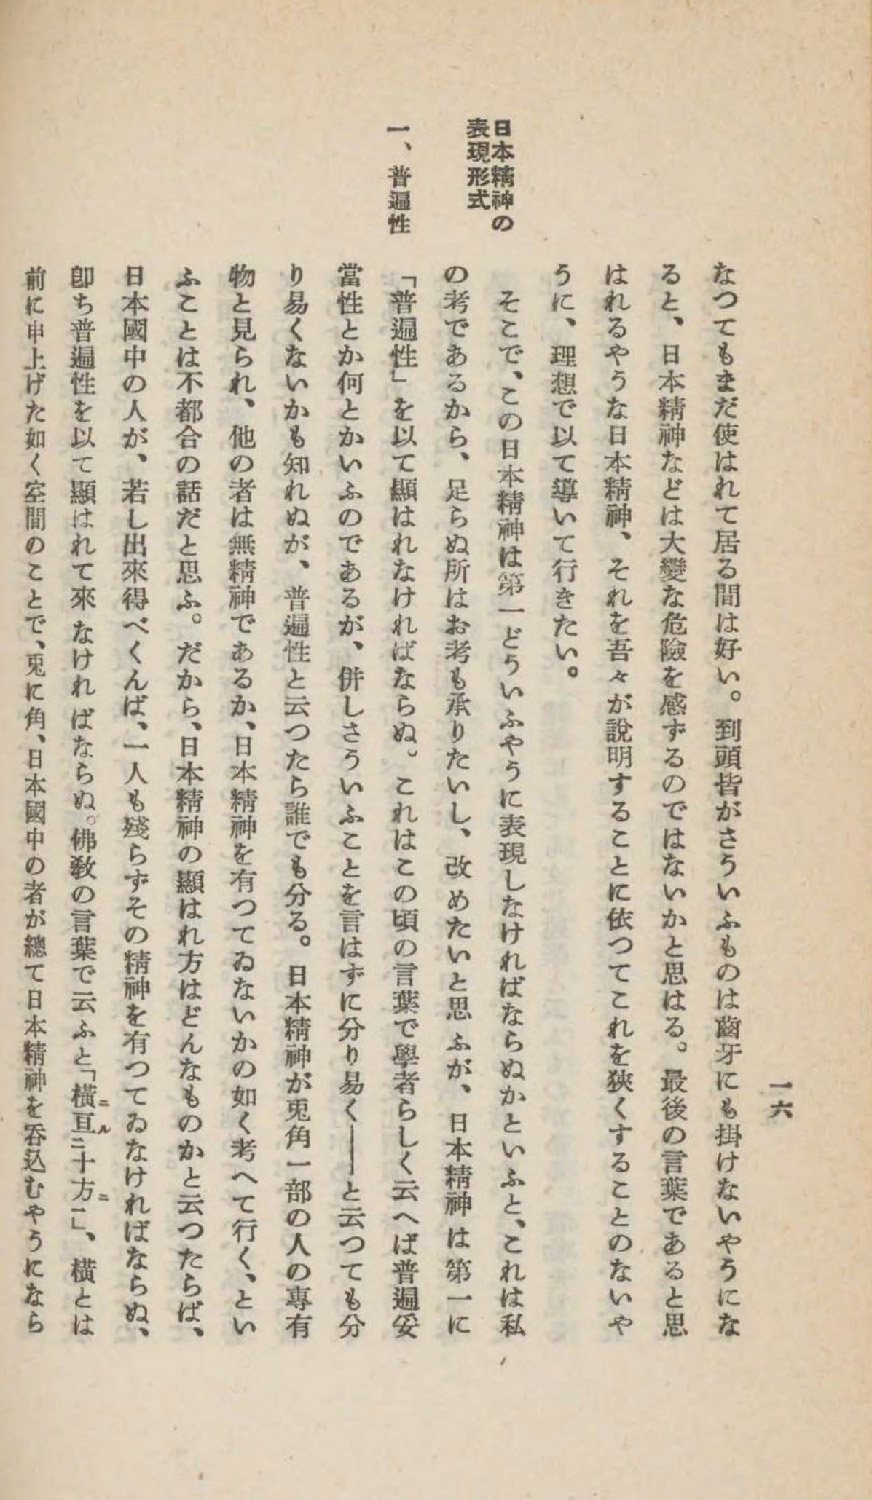 一六
なつてもまだ使はれて居る間は好い。到頭皆がさういふものは齒牙にも掛けないやうにな
ると、日本精神などは大變な危險を感ずるのではないかと思はる。最後の言葉であると思
はれるやうな日本精神、それを吾々が說明することに依つてこれを狹くすることのないや
うに、理想で以て導いて行きたい。
日本精神の
表現形式
そこで、この日本精神は第一どういふやうに表現しなければならぬかといふと、これは私
の考であるから、足らぬ所はお考も承りたいし、改めたいと思ふが、日本精神は第一に
一、普遍性
「普遍性」を以て顯はれなければならぬ。これはこの頃の言葉で學者らしく云へば普遍妥
當性とか何とかいふのであるが、併しさういふことを言はずに分り易く――と云つても分
り易くないかも知れぬが、普遍性と云つたら誰でも分る。日本精神が兎角一部の人の專有
物と見られ、他の者は無精神であるか、日本精神を有つてゐないかの如く考へて行く、とい
ふことは不都合の話だと思ふ。だから、日本精神の顯はれ方はどんなものかと云つたらば、
日本國中の人が、若し出來得べくんば、一人も殘らずその精神を有つてゐなければならぬ、
卽ち普遍性を以て顯はれて來なければならぬ。佛敎の言葉で云ふと「橫ニ亘ル二十方ニ一」、橫とは
前に申上げた如く空間のことで、兎に角、日本國中の者が總て日本精神を呑込むやうになら